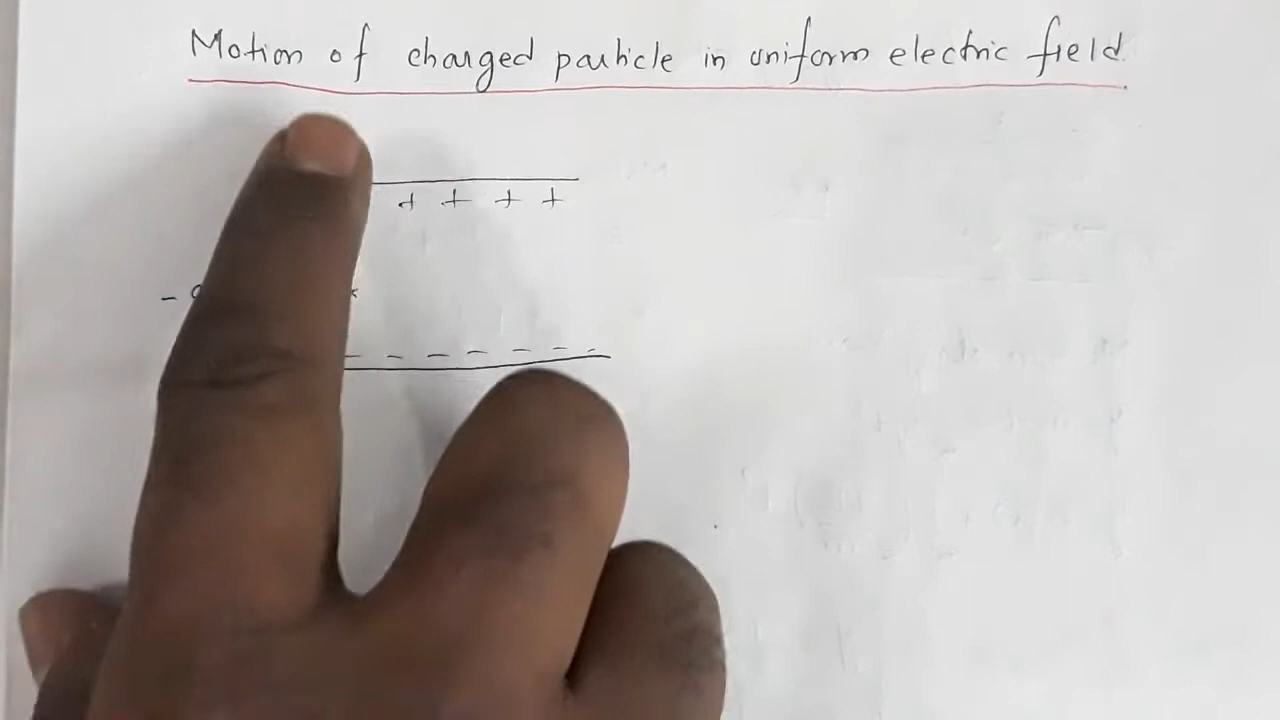 Motion of charged particle in uniform electric field.
+ + + +
- - - - - - -